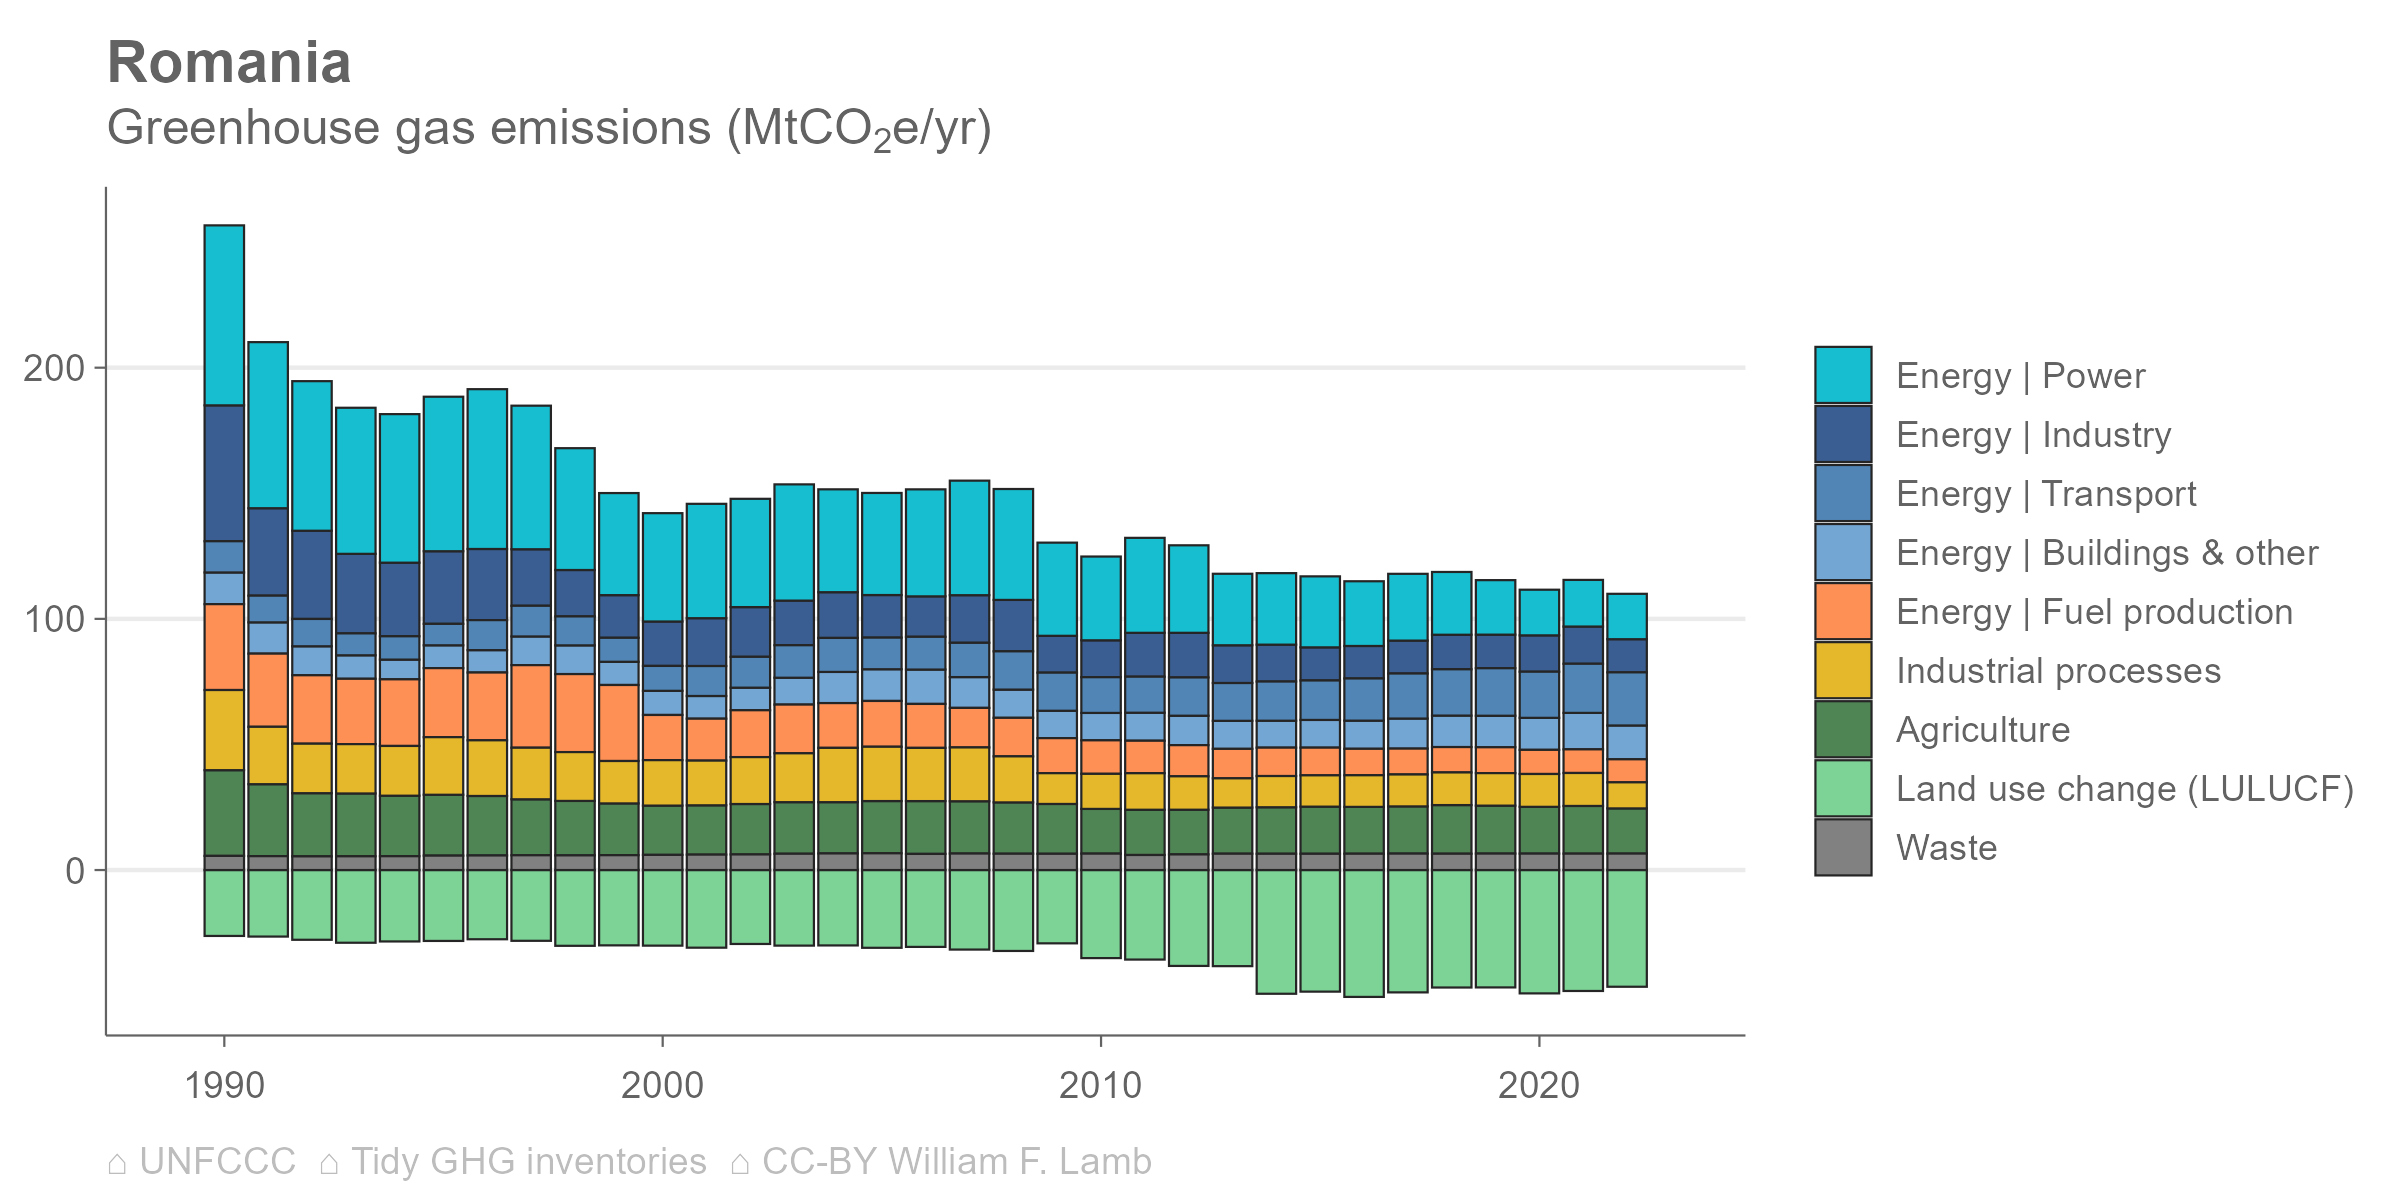 Romania
Greenhouse gas emissions (MtCO₂e/yr)
200
100
0
1990 2000 2010 2020
Energy | Power
Energy | Industry
Energy | Transport
Energy | Buildings & other
Energy | Fuel production
Industrial processes
Agriculture
Land use change (LULUCF)
Waste
⌂ UNFCCC ⌂ Tidy GHG inventories ⌂ CC-BY William F. Lamb